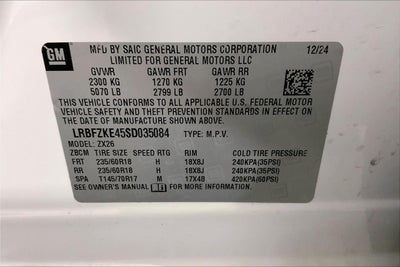 GM
MFD BY SAIC GENERAL MOTORS CORPORATION 12/24
LIMITED FOR GENERAL MOTORS LLC
GVWR GAWR FRT GAWR RR
2300 KG 1270 KG 1225 KG
5070 LB 2799 LB 2700 LB
THIS VEHICLE CONFORMS TO ALL APPLICABLE U.S. FEDERAL MOTOR
VEHICLE SAFETY, BUMPER, AND THEFT PREVENTION STANDARDS IN
EFFECT ON THE DATE OF MANUFACTURE SHOWN ABOVE.
LRBFZKE45SD035084 TYPE: M.P.V.
MODEL: ZX26
ZBCM TIRE SIZE SPEED RTG RIM COLD TIRE PRESSURE
FRT 235/60R18 H 18X8J 240KPA(35PSI)
RR 235/60R18 H 18X8J 240KPA(35PSI)
SPA T145/70R17 M 17X4B 420KPA(60PSI)
SEE OWNER'S MANUAL FOR MORE INFORMATION.